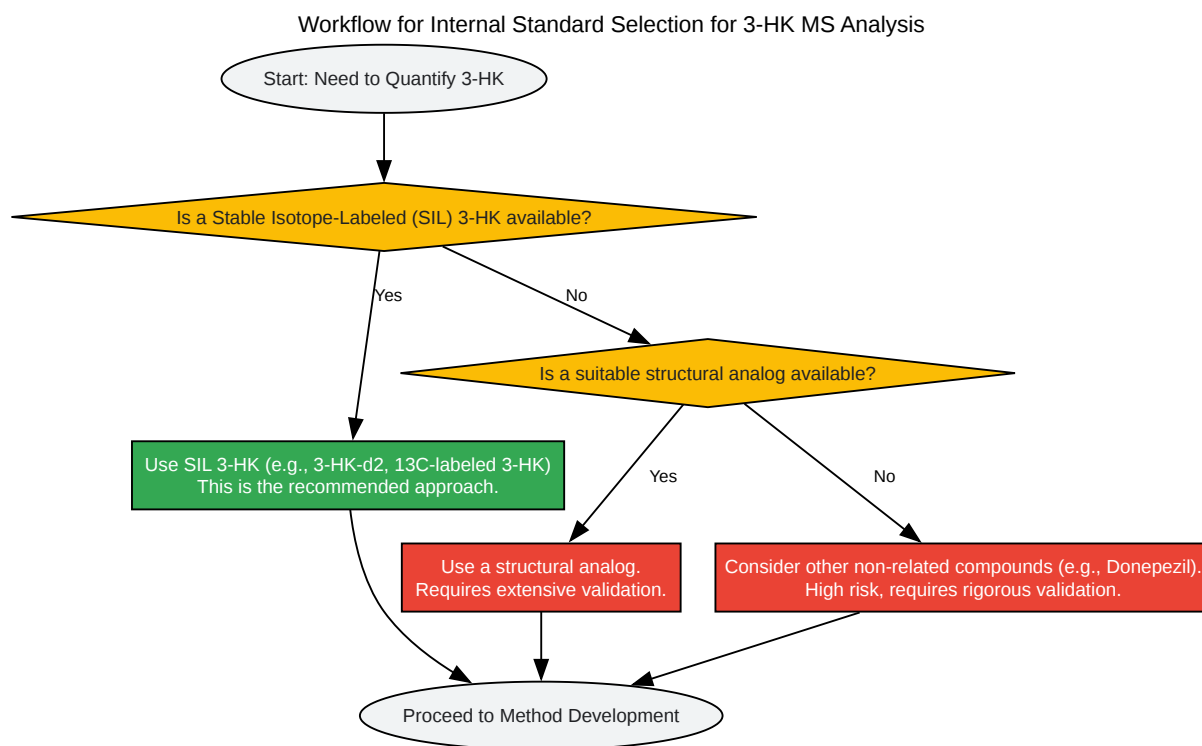 Workflow for Internal Standard Selection for 3-HK MS Analysis
Start: Need to Quantify 3-HK
Is a Stable Isotope-Labeled (SIL) 3-HK available?
Yes
No
Is a suitable structural analog available?
Use SIL 3-HK (e.g., 3-HK-d2, 13C-labeled 3-HK)
This is the recommended approach.
Yes
No
Use a structural analog.
Requires extensive validation.
Consider other non-related compounds (e.g., Donepezil).
High risk, requires rigorous validation.
Proceed to Method Development